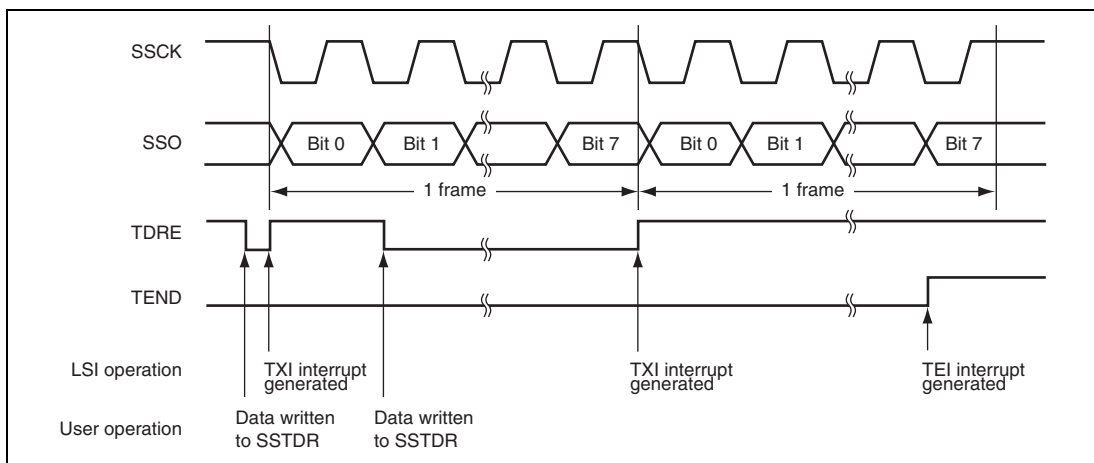 SSCK
SSO
Bit 0 Bit 1 Bit 7 Bit 0 Bit 1 Bit 7
1 frame 1 frame
TDRE
TEND
LSI operation
TXI interrupt
generated
TXI interrupt
generated
TEI interrupt
generated
User operation
Data written
to SSTDR
Data written
to SSTDR